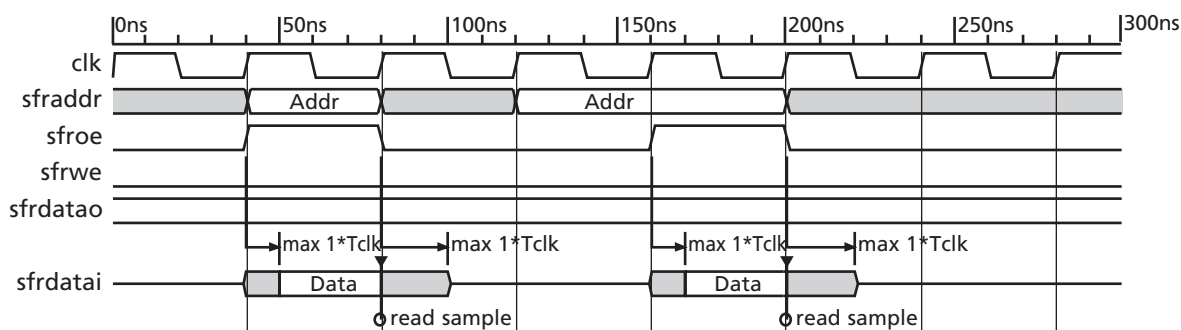 0ns 50ns 100ns 150ns 200ns 250ns 300ns
clk
sfraddr Addr Addr
sfroe
sfrwe
sfrdatao
max 1*Tclk max 1*Tclk max 1*Tclk max 1*Tclk
sfrdatai Data Data
read sample read sample